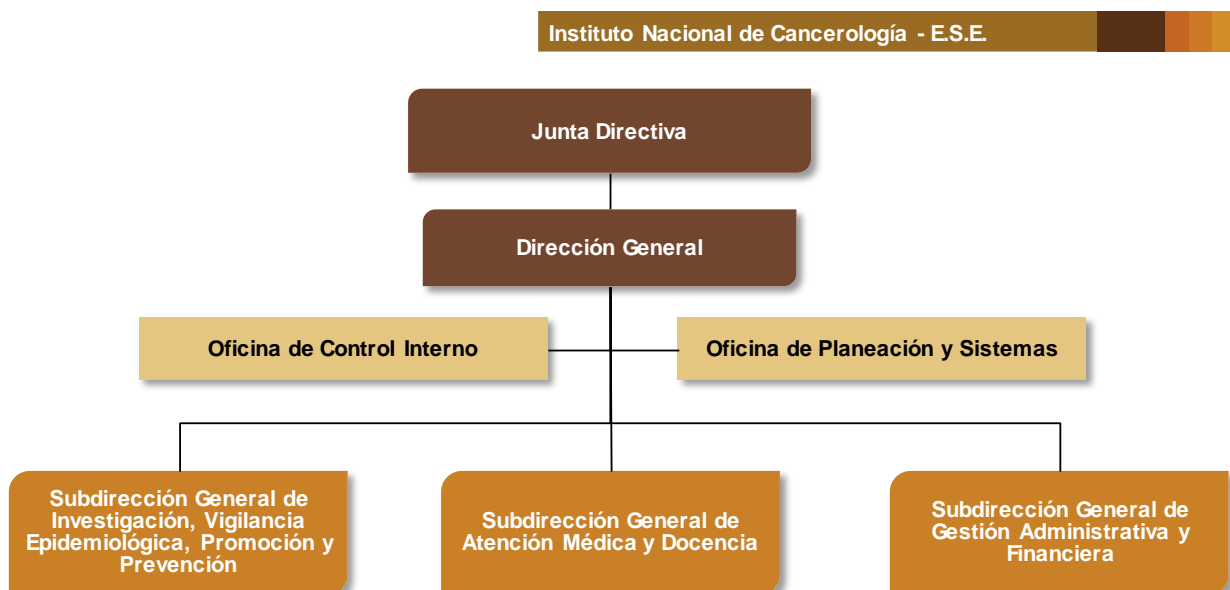 Instituto Nacional de Cancerología - E.S.E.
Junta Directiva
Dirección General
Oficina de Control Interno
Oficina de Planeación y Sistemas
Subdirección General de
Investigación, Vigilancia
Epidemiológica, Promoción y
Prevención
Subdirección General de
Atención Médica y Docencia
Subdirección General de
Gestión Administrativa y
Financiera